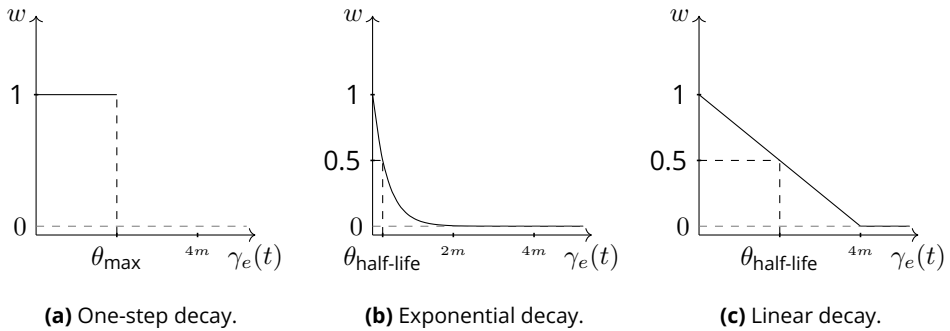 w
1
0
θmax
4m
γe(t)
(a) One-step decay.
w
1
0.5
0
θhalf-life
2m
4m
γe(t)
(b) Exponential decay.
w
1
0.5
0
θhalf-life
4m
γe(t)
(c) Linear decay.